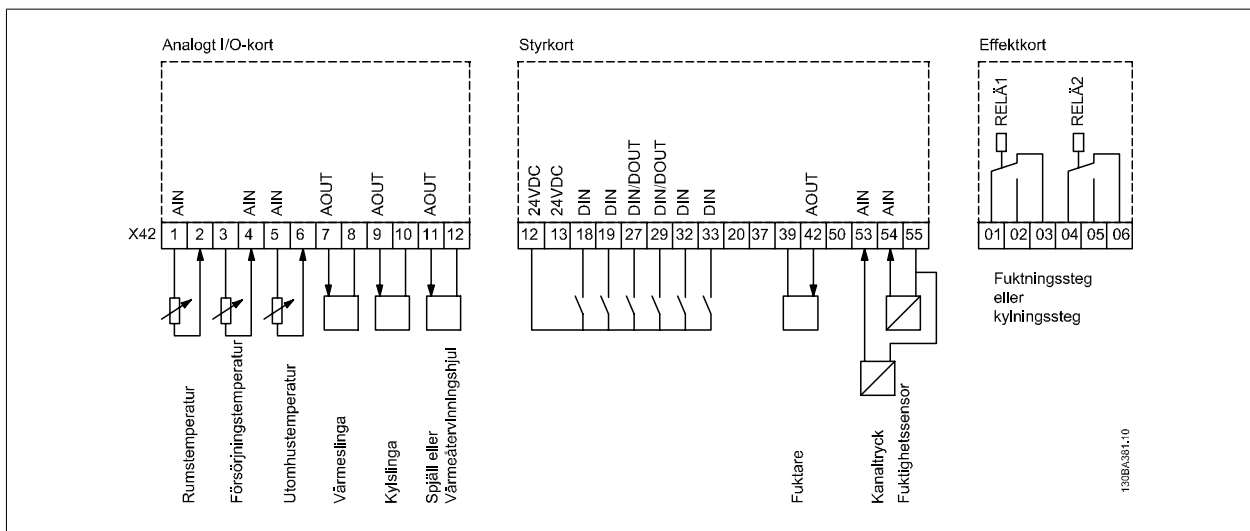 Analogt I/O-kort
AIN
AIN
AIN
AOUT
AOUT
AOUT
X42
1 2 3 4 5 6 7 8 9 10 11 12
Rumstemperatur
Försörjningstemperatur
Utomhustemperatur
Värmeslinga
Kylslinga
Spjäll eller
Värmeåtervinningshjul
Styrkort
24VDC
24VDC
DIN
DIN
DIN/DOUT
DIN/DOUT
DIN
DIN
AOUT
AIN
AIN
12 13 18 19 27 29 32 33 20 37 39 42 50 53 54 55
Fuktare
Kanaltryck
Fuktighetssensor
Effektkort
RELÄ1
RELÄ2
01 02 03 04 05 06
Fuktningssteg
eller
kylningssteg
130BA381.10